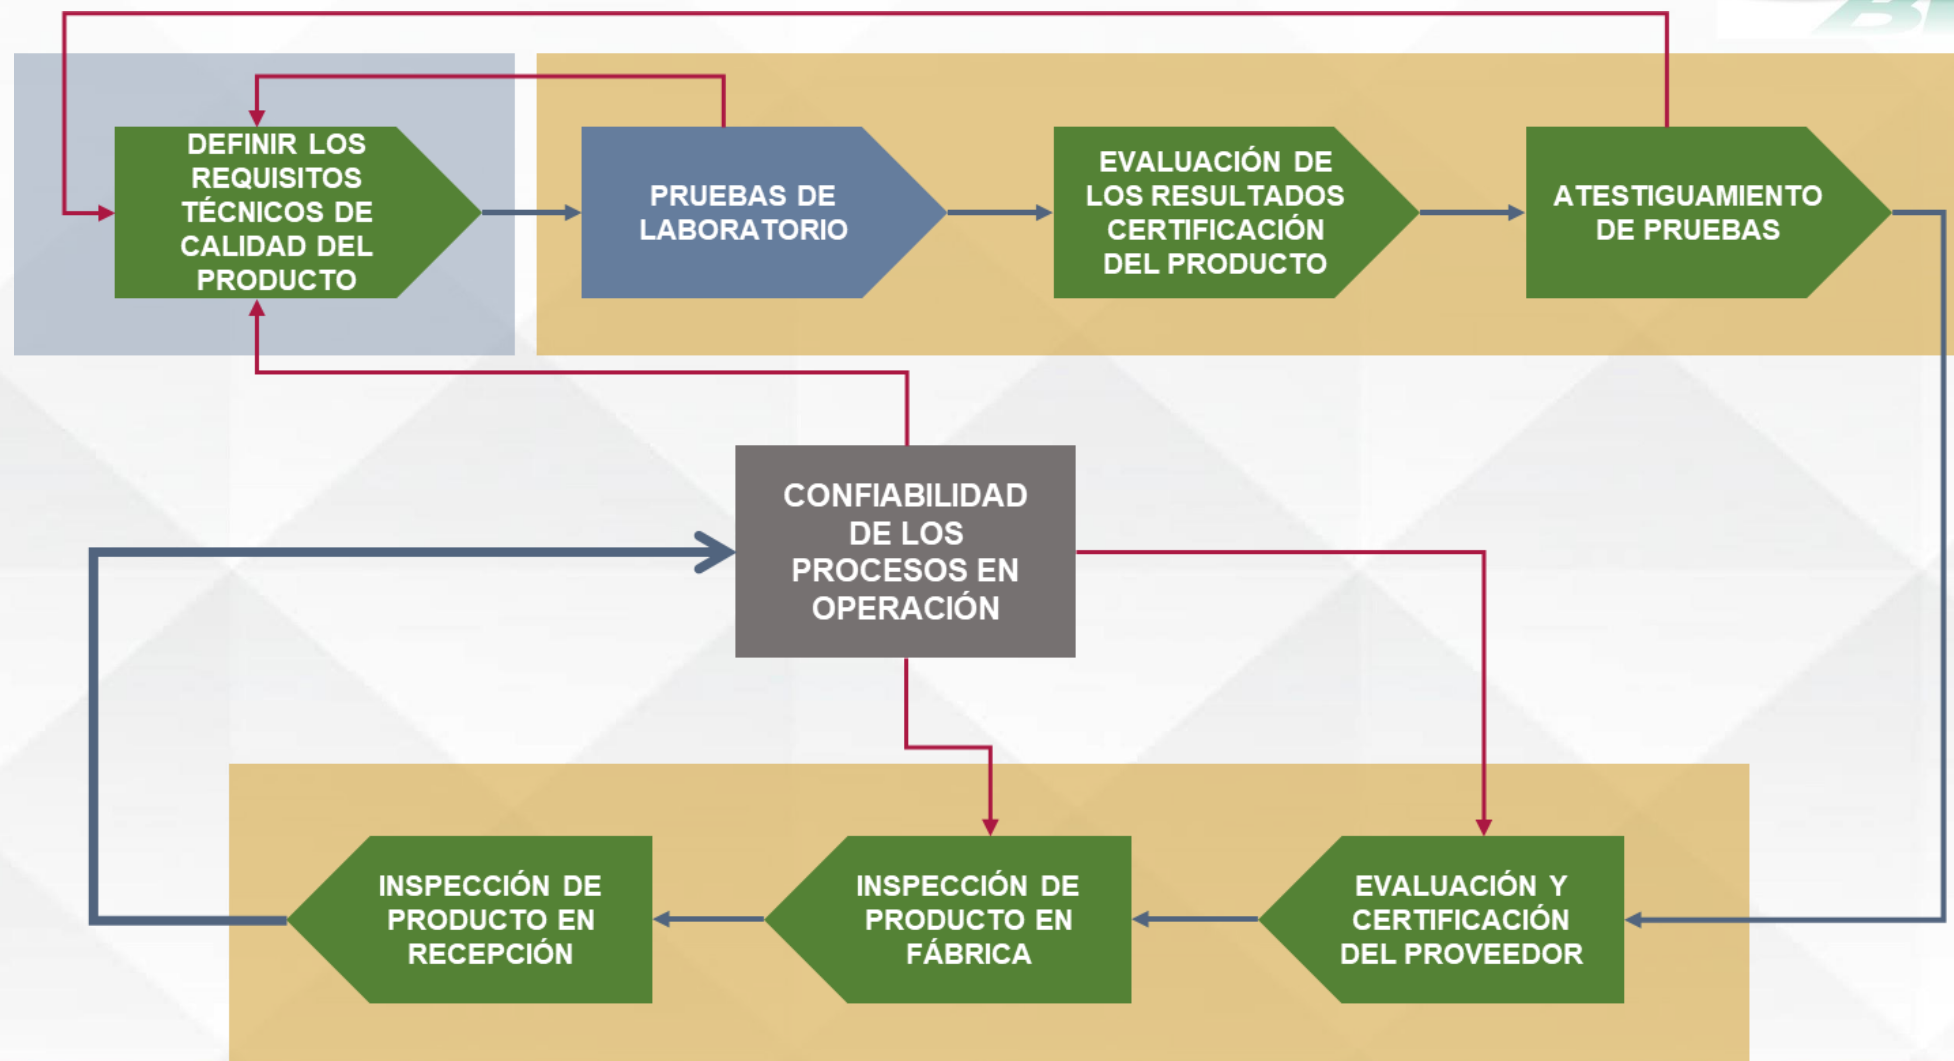 DEFINIR LOS
REQUISITOS
TÉCNICOS DE
CALIDAD DEL
PRODUCTO
PRUEBAS DE
LABORATORIO
EVALUACIÓN DE
LOS RESULTADOS
CERTIFICACIÓN
DEL PRODUCTO
ATESTIGUAMIENTO
DE PRUEBAS
CONFIABILIDAD
DE LOS
PROCESOS EN
OPERACIÓN
INSPECCIÓN DE
PRODUCTO EN
RECEPCIÓN
INSPECCIÓN DE
PRODUCTO EN
FÁBRICA
EVALUACIÓN Y
CERTIFICACIÓN
DEL PROVEEDOR